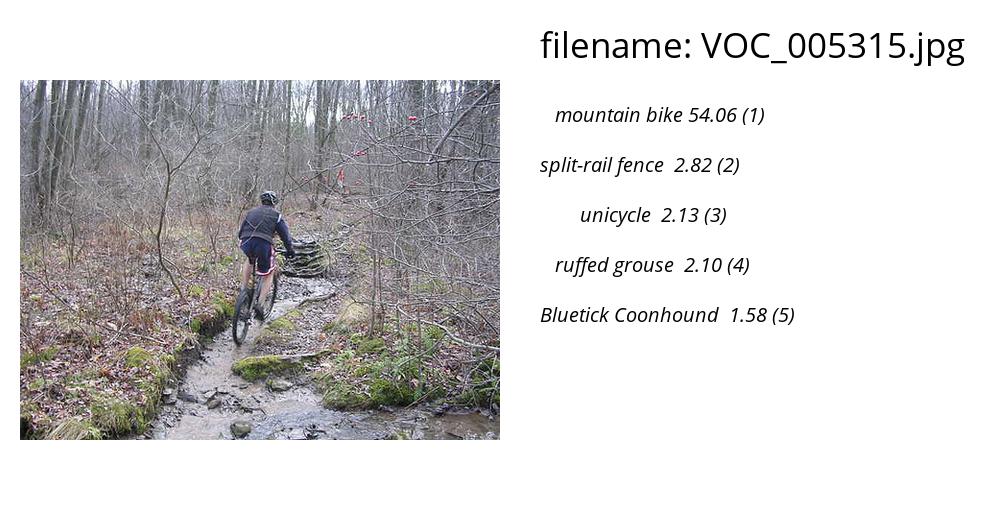 filename: VOC_005315.jpg
mountain bike 54.06 (1)
split-rail fence 2.82 (2)
unicycle 2.13 (3)
ruffed grouse 2.10 (4)
Bluetick Coonhound 1.58 (5)